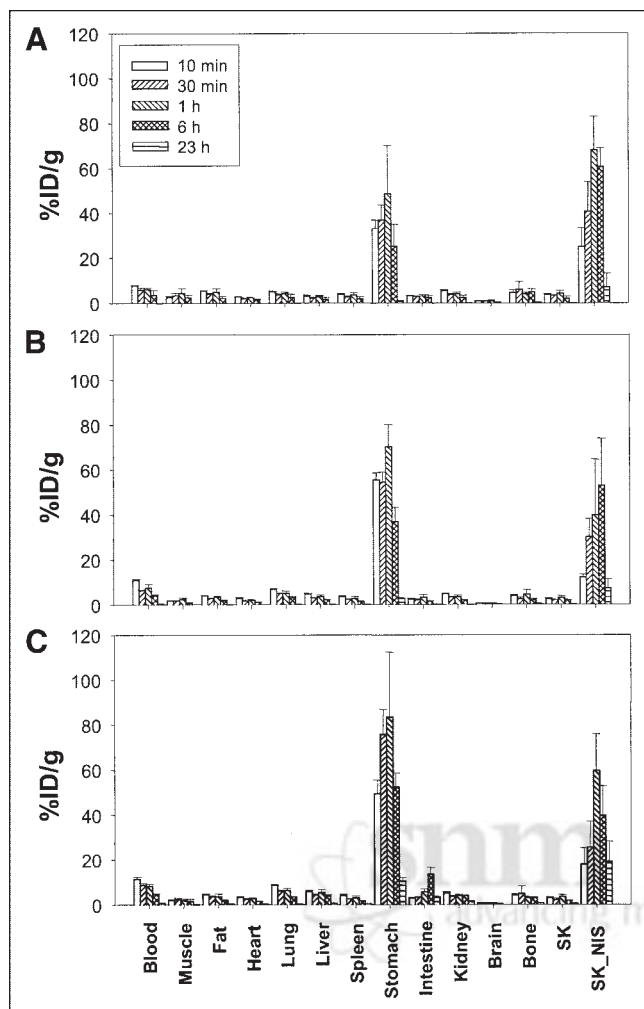 A
120
100
80
60
40
20
0
%ID/g
10 min
30 min
1 h
6 h
23 h
B
120
100
80
60
40
20
0
%ID/g
C
120
100
80
60
40
20
0
%ID/g
snm
advancing m
Blood
Muscle
Fat
Heart
Lung
Liver
Spleen
Stomach
Intestine
Kidney
Brain
Bone
SK
SK_NIS